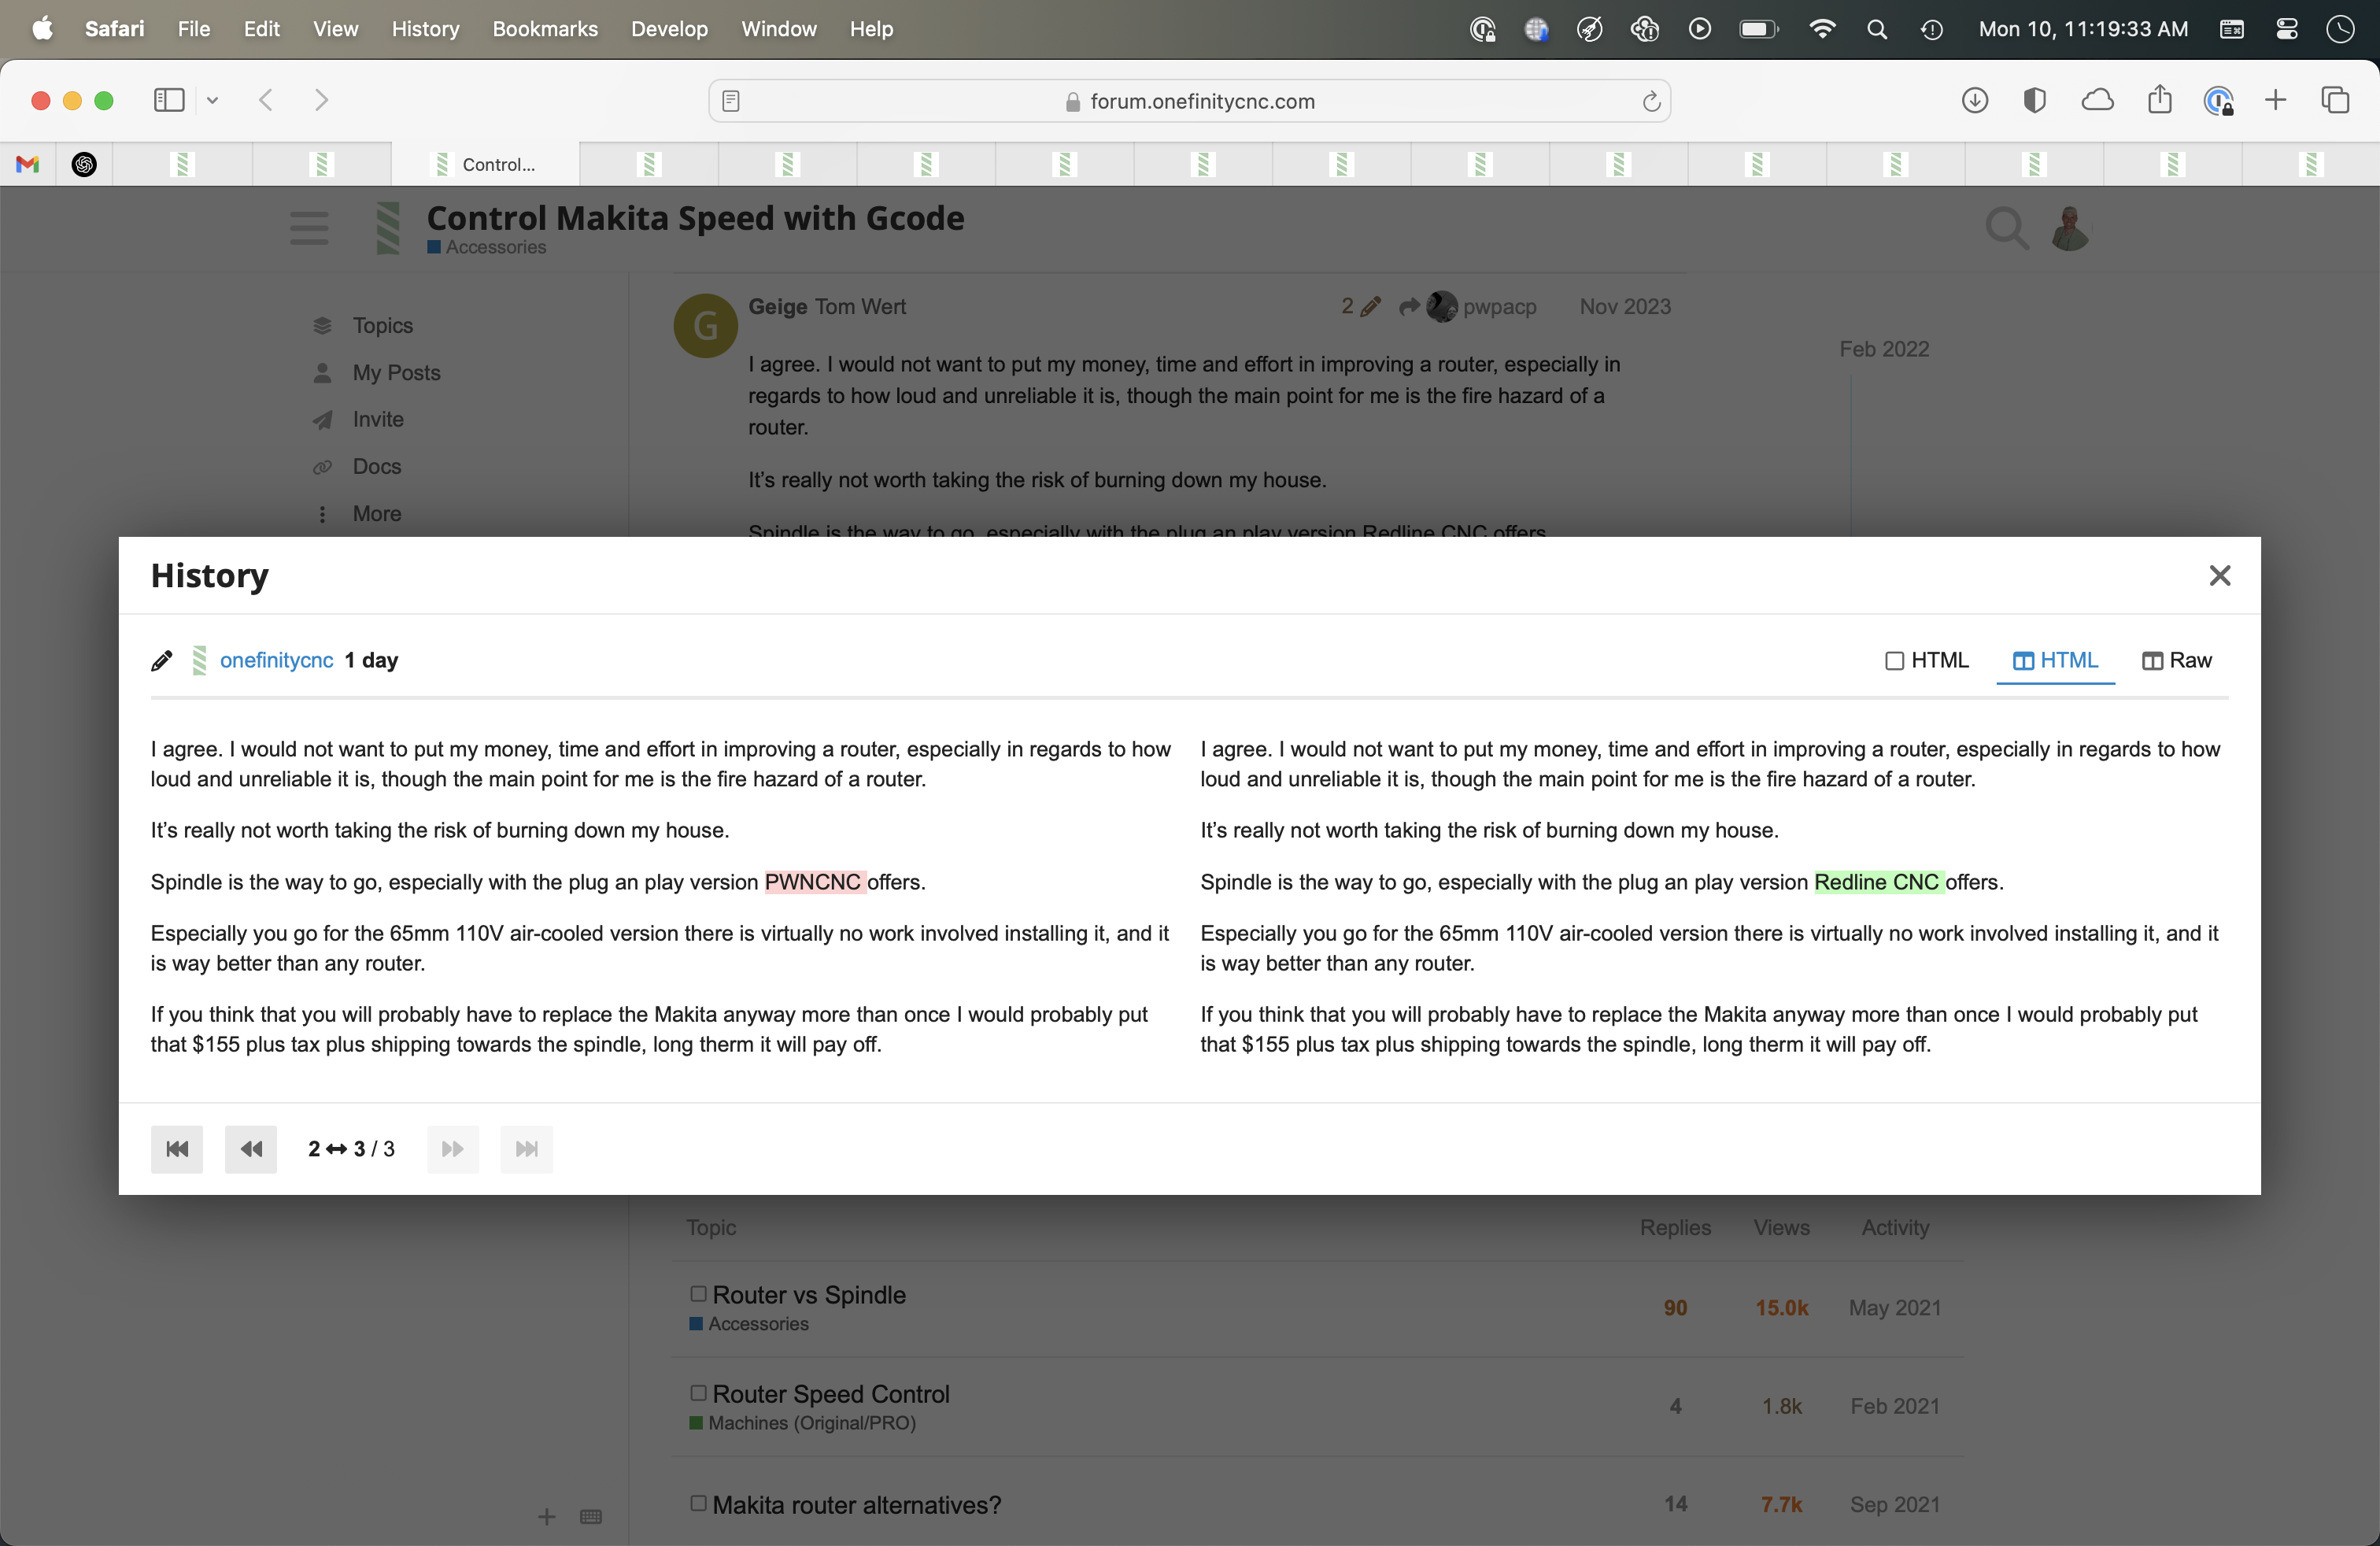 Safari File Edit View History Bookmarks Develop Window Help
Mon 10, 11:19:33 AM
forum.onefinitycnc.com
Control...
Control Makita Speed with Gcode
Accessories
Topics
My Posts
Invite
Docs
More
G
Geige Tom Wert
2
pwpacp
Nov 2023
I agree. I would not want to put my money, time and effort in improving a router, especially in
regards to how loud and unreliable it is, though the main point for me is the fire hazard of a
router.
It's really not worth taking the risk of burning down my house.
Spindle is the way to go, especially with the plug an play version Redline CNC offers.
Feb 2022
History
onefinitycnc 1 day
HTML
HTML
Raw
I agree. I would not want to put my money, time and effort in improving a router, especially in regards to how
loud and unreliable it is, though the main point for me is the fire hazard of a router.
It's really not worth taking the risk of burning down my house.
Spindle is the way to go, especially with the plug an play version PWNCNC offers.
Especially you go for the 65mm 110V air-cooled version there is virtually no work involved installing it, and it
is way better than any router.
If you think that you will probably have to replace the Makita anyway more than once I would probably put
that $155 plus tax plus shipping towards the spindle, long therm it will pay off.
I agree. I would not want to put my money, time and effort in improving a router, especially in regards to how
loud and unreliable it is, though the main point for me is the fire hazard of a router.
It's really not worth taking the risk of burning down my house.
Spindle is the way to go, especially with the plug an play version Redline CNC offers.
Especially you go for the 65mm 110V air-cooled version there is virtually no work involved installing it, and it
is way better than any router.
If you think that you will probably have to replace the Makita anyway more than once I would probably put
that $155 plus tax plus shipping towards the spindle, long therm it will pay off.
2 ↔ 3 / 3
Topic Replies Views Activity
Router vs Spindle 90 15.0k May 2021
Accessories
Router Speed Control 4 1.8k Feb 2021
Machines (Original/PRO)
Makita router alternatives? 14 7.7k Sep 2021